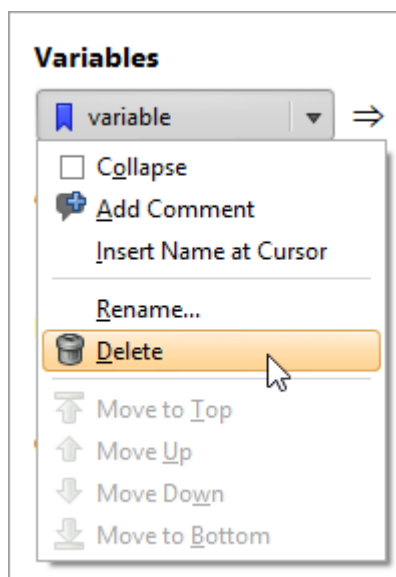 Variables
variable
Collapse
Add Comment
Insert Name at Cursor
Rename...
Delete
Move to Top
Move Up
Move Down
Move to Bottom